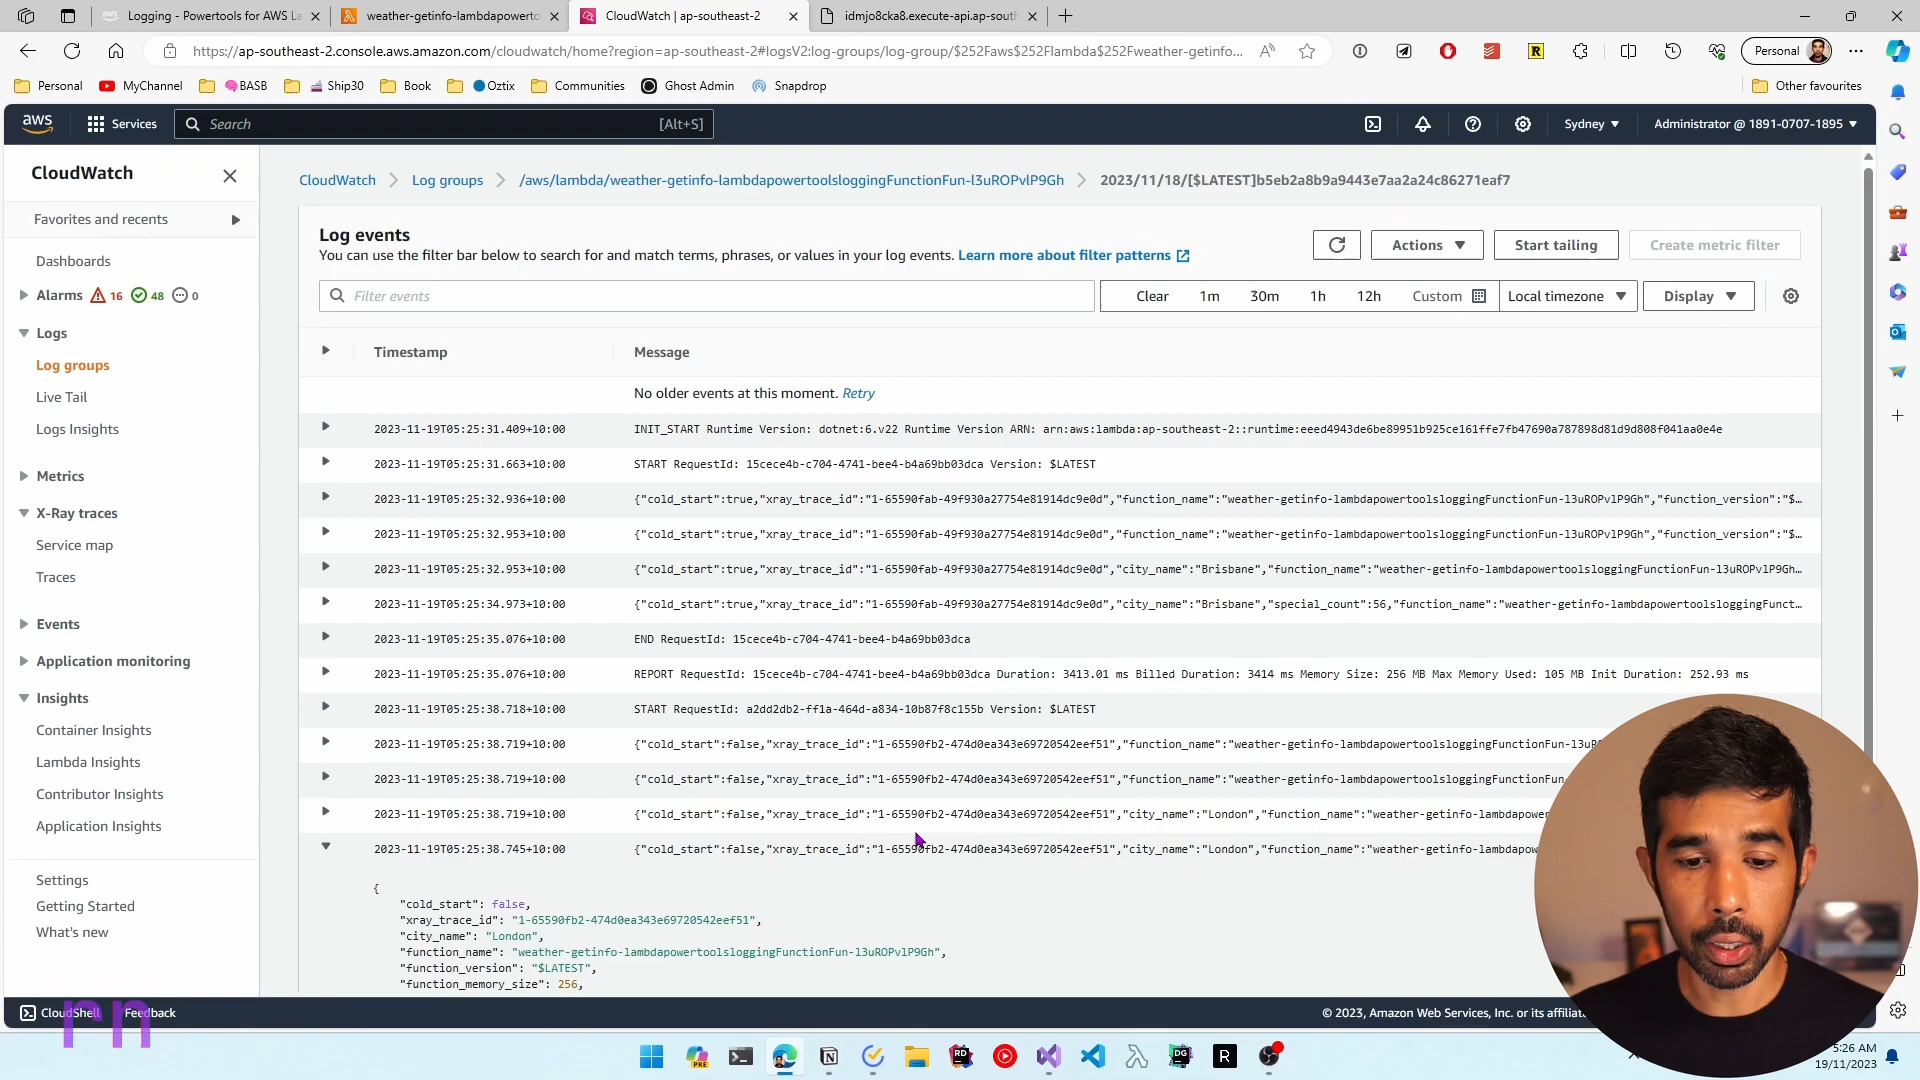 Logging - Powertools for AWS La
weather-getinfo-lambdapowerto
CloudWatch | ap-southeast-2
idmjo8cka8.execute-api.ap-south
https://ap-southeast-2.console.aws.amazon.com/cloudwatch/home?region=ap-southeast-2#logsV2:log-groups/log-group/$252Faws$252Flambda$252Fweather-getinfo...
Personal
Personal
MyChannel
BASB
Ship30
Book
Oztix
Communities
Ghost Admin
Snapdrop
Other favourites
aws
Services
Search
[Alt+S]
Sydney
Administrator @ 1891-0707-1895
CloudWatch
Favorites and recents
Dashboards
Alarms 16 48 0
Logs
Log groups
Live Tail
Logs Insights
Metrics
X-Ray traces
Service map
Traces
Events
Application monitoring
Insights
Container Insights
Lambda Insights
Contributor Insights
Application Insights
Settings
Getting Started
What's new
CloudWatch
Log groups
/aws/lambda/weather-getinfo-lambdapowertoolsloggingFunctionFun-l3uROPvlP9Gh
2023/11/18/[$LATEST]b5eb2a8b9a9443e7aa2a24c86271eaf7
Log events
You can use the filter bar below to search for and match terms, phrases, or values in your log events. Learn more about filter patterns
Actions
Start tailing
Create metric filter
Filter events
Clear
1m
30m
1h
12h
Custom
Local timezone
Display
Timestamp
Message
No older events at this moment. Retry
2023-11-19T05:25:31.409+10:00 INIT_START Runtime Version: dotnet:6.v22 Runtime Version ARN: arn:aws:lambda:ap-southeast-2::runtime:eeed4943de6be89951b925ce161ffe7fb47690a787898d81d9d808f041aa0e4e
2023-11-19T05:25:31.663+10:00 START RequestId: 15cece4b-c704-4741-bee4-b4a69bb03dca Version: $LATEST
2023-11-19T05:25:32.936+10:00 {"cold_start":true,"xray_trace_id":"1-65590fab-49f930a27754e81914dc9e0d","function_name":"weather-getinfo-lambdapowertoolsloggingFunctionFun-l3uROPvlP9Gh","function_version":"$…
2023-11-19T05:25:32.953+10:00 {"cold_start":true,"xray_trace_id":"1-65590fab-49f930a27754e81914dc9e0d","function_name":"weather-getinfo-lambdapowertoolsloggingFunctionFun-l3uROPvlP9Gh","function_version":"$…
2023-11-19T05:25:32.953+10:00 {"cold_start":true,"xray_trace_id":"1-65590fab-49f930a27754e81914dc9e0d","city_name":"Brisbane","function_name":"weather-getinfo-lambdapowertoolsloggingFunctionFun-l3uROPvlP9Gh…
2023-11-19T05:25:34.973+10:00 {"cold_start":true,"xray_trace_id":"1-65590fab-49f930a27754e81914dc9e0d","city_name":"Brisbane","special_count":56,"function_name":"weather-getinfo-lambdapowertoolsloggingFunct…
2023-11-19T05:25:35.076+10:00 END RequestId: 15cece4b-c704-4741-bee4-b4a69bb03dca
2023-11-19T05:25:35.076+10:00 REPORT RequestId: 15cece4b-c704-4741-bee4-b4a69bb03dca Duration: 3413.01 ms Billed Duration: 3414 ms Memory Size: 256 MB Max Memory Used: 105 MB Init Duration: 252.93 ms
2023-11-19T05:25:38.718+10:00 START RequestId: a2dd2db2-ff1a-464d-a834-10b87f8c155b Version: $LATEST
2023-11-19T05:25:38.719+10:00 {"cold_start":false,"xray_trace_id":"1-65590fb2-474d0ea343e69720542eef51","function_name":"weather-getinfo-lambdapowertoolsloggingFunctionFun-l3uRO
2023-11-19T05:25:38.719+10:00 {"cold_start":false,"xray_trace_id":"1-65590fb2-474d0ea343e69720542eef51","function_name":"weather-getinfo-lambdapowertoolsloggingFunctionFun-
2023-11-19T05:25:38.719+10:00 {"cold_start":false,"xray_trace_id":"1-65590fb2-474d0ea343e69720542eef51","city_name":"London","function_name":"weather-getinfo-lambdapower
2023-11-19T05:25:38.745+10:00 {"cold_start":false,"xray_trace_id":"1-65590fb2-474d0ea343e69720542eef51","city_name":"London","function_name":"weather-getinfo-lambdapow
{
"cold_start": false,
"xray_trace_id": "1-65590fb2-474d0ea343e69720542eef51",
"city_name": "London",
"function_name": "weather-getinfo-lambdapowertoolsloggingFunctionFun-l3uROPvlP9Gh",
"function_version": "$LATEST",
"function_memory_size": 256,
CloudShell
Feedback
© 2023, Amazon Web Services, Inc. or its affiliate
rn
5:26 AM
19/11/2023